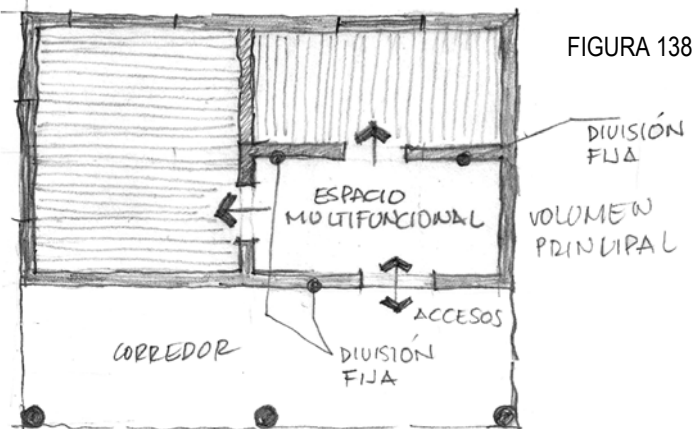 FIGURA 138
DIVISIÓN
FIJA
ESPACIO
MULTIFUNCIONAL
VOLUMEN
PRINCIPAL
ACCESOS
CORREDOR
DIVISIÓN
FIJA